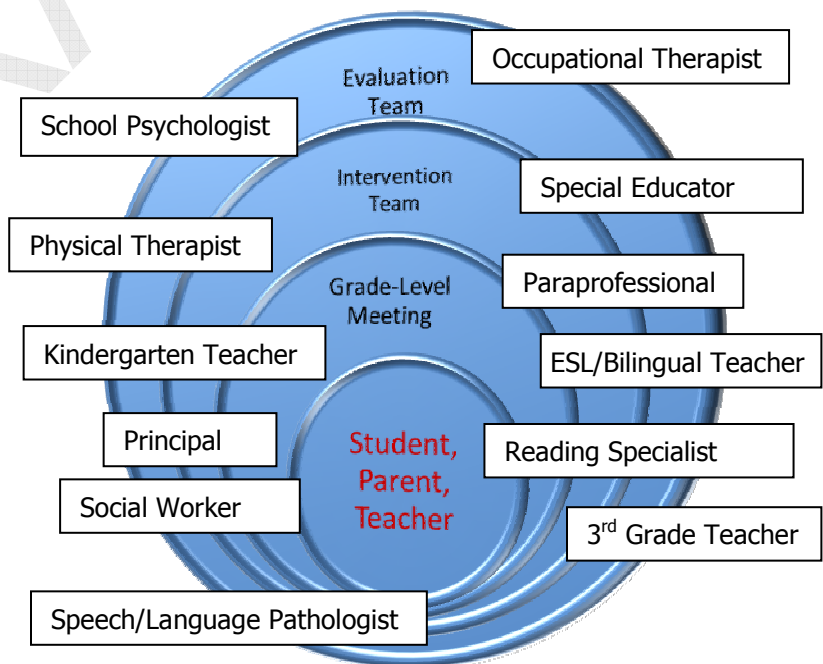 Occupational Therapist
Evaluation
Team
School Psychologist
Intervention
Team
Special Educator
Physical Therapist
Paraprofessional
Grade-Level
Meeting
Kindergarten Teacher
ESL/Bilingual Teacher
Principal
Student,
Parent,
Teacher
Reading Specialist
Social Worker
3rd Grade Teacher
Speech/Language Pathologist